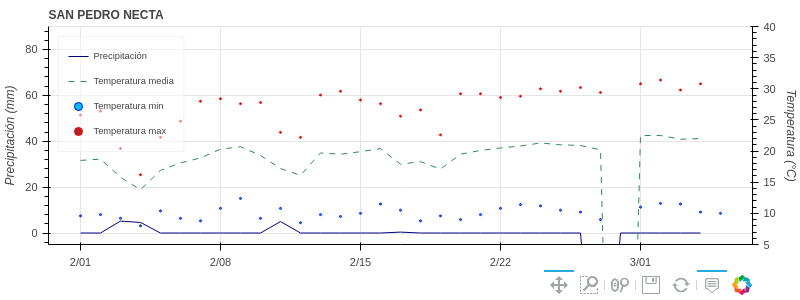 SAN PEDRO NECTA
Precipitación
Temperatura media
Temperatura min
Temperatura max
Precipitación (mm)
80
60
40
20
0
40
35
30
25
20
15
10
5
Temperatura (°C)
2/01 2/08 2/15 2/22 3/01